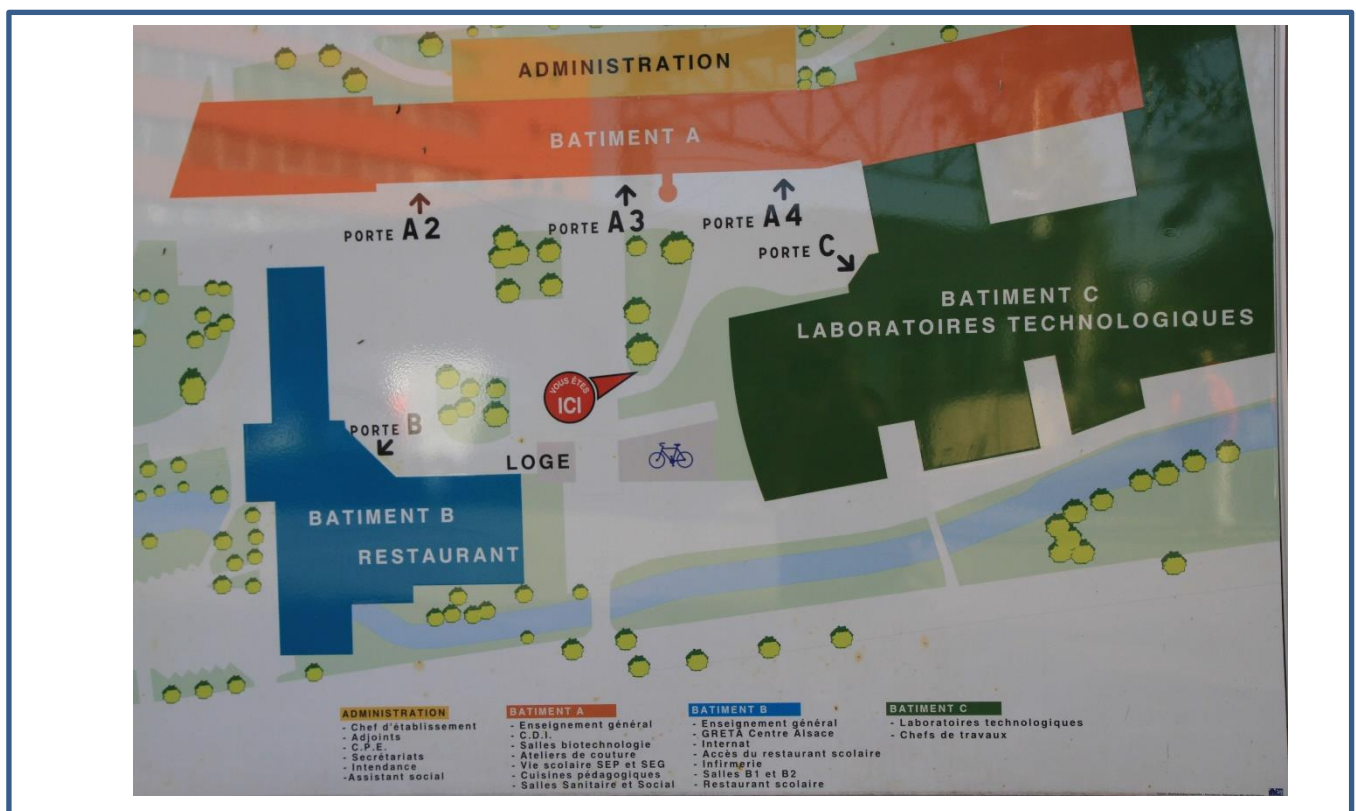 ADMINISTRATION
BATIMENT A
PORTE A2
PORTE A3
PORTE A4
PORTE C
BATIMENT C
LABORATOIRES TECHNOLOGIQUES
VOUS ÊTES
ICI
PORTE B
LOGE
BATIMENT B
RESTAURANT
ADMINISTRATION
- Chef d'établissement
- Adjoints
- C.P.E.
- Secrétariats
- Intendance
-Assistant social
BATIMENT A
- Enseignement général
- C.D.I.
- Salles biotechnologie
- Ateliers de couture
- Vie scolaire SEP et SEG
- Cuisines pédagogiques
- Salles Sanitaire et Social
BATIMENT B
- Enseignement général
- GRETA Centre Alsace
- Internat
- Accès du restaurant scolaire
- Infirmerie
- Salles B1 et B2
- Restaurant scolaire
BATIMENT C
- Laboratoires technologiques
- Chefs de travaux